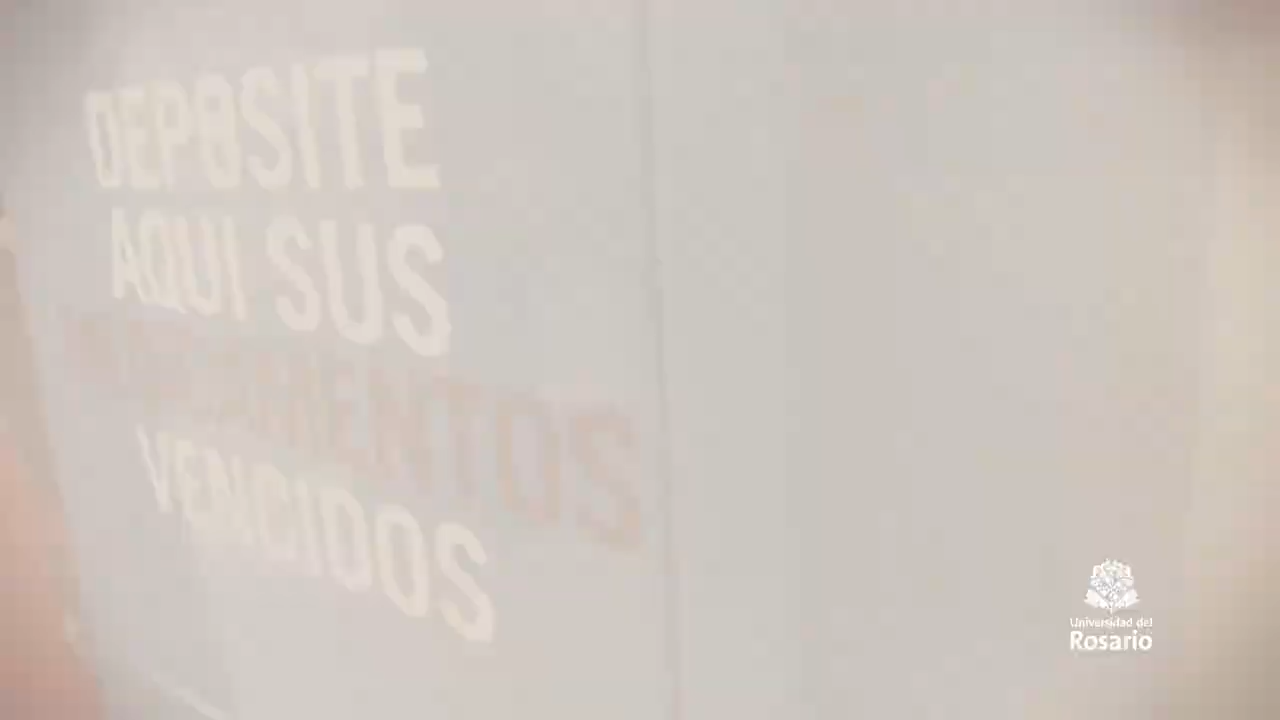 DEPOSITE
AQUI SUS
VENCIDOS
Universidad del
Rosario